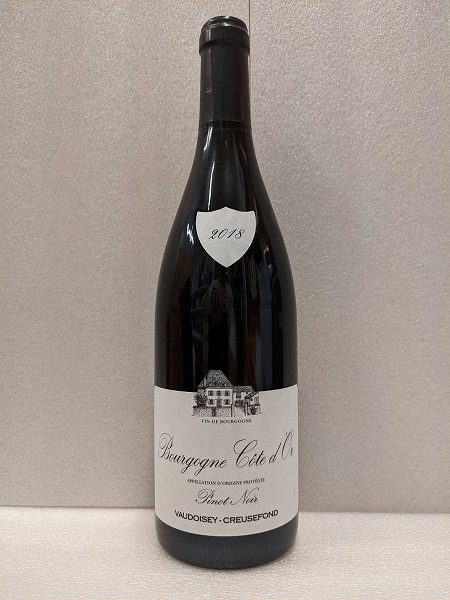 2018
VIN DE BOURGOGNE
Bourgogne Côte d'Or
APPELLATION D'ORIGINE PROTÉGÉE
Pinot Noir
VAUDOISEY-CREUSEFOND